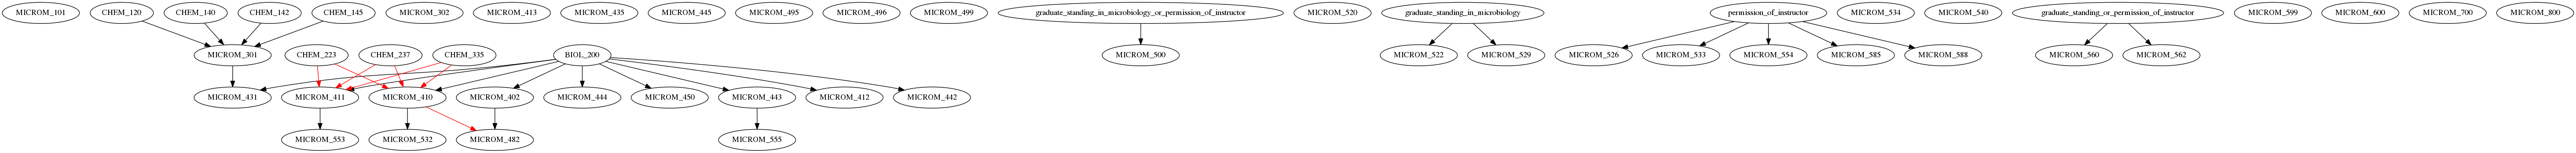 MICROM_101
CHEM_120
CHEM_140
CHEM_142
CHEM_145
MICROM_302
MICROM_413
MICROM_435
MICROM_445
MICROM_495
MICROM_496
MICROM_499
graduate_standing_in_microbiology_or_permission_of_instructor
MICROM_520
graduate_standing_in_microbiology
permission_of_instructor
MICROM_534
MICROM_540
graduate_standing_or_permission_of_instructor
MICROM_599
MICROM_600
MICROM_700
MICROM_800
MICROM_301
CHEM_223
CHEM_237
CHEM_335
BIOL_200
MICROM_500
MICROM_522
MICROM_529
MICROM_526
MICROM_533
MICROM_554
MICROM_585
MICROM_588
MICROM_560
MICROM_562
MICROM_431
MICROM_411
MICROM_410
MICROM_402
MICROM_444
MICROM_450
MICROM_443
MICROM_412
MICROM_442
MICROM_553
MICROM_532
MICROM_482
MICROM_555